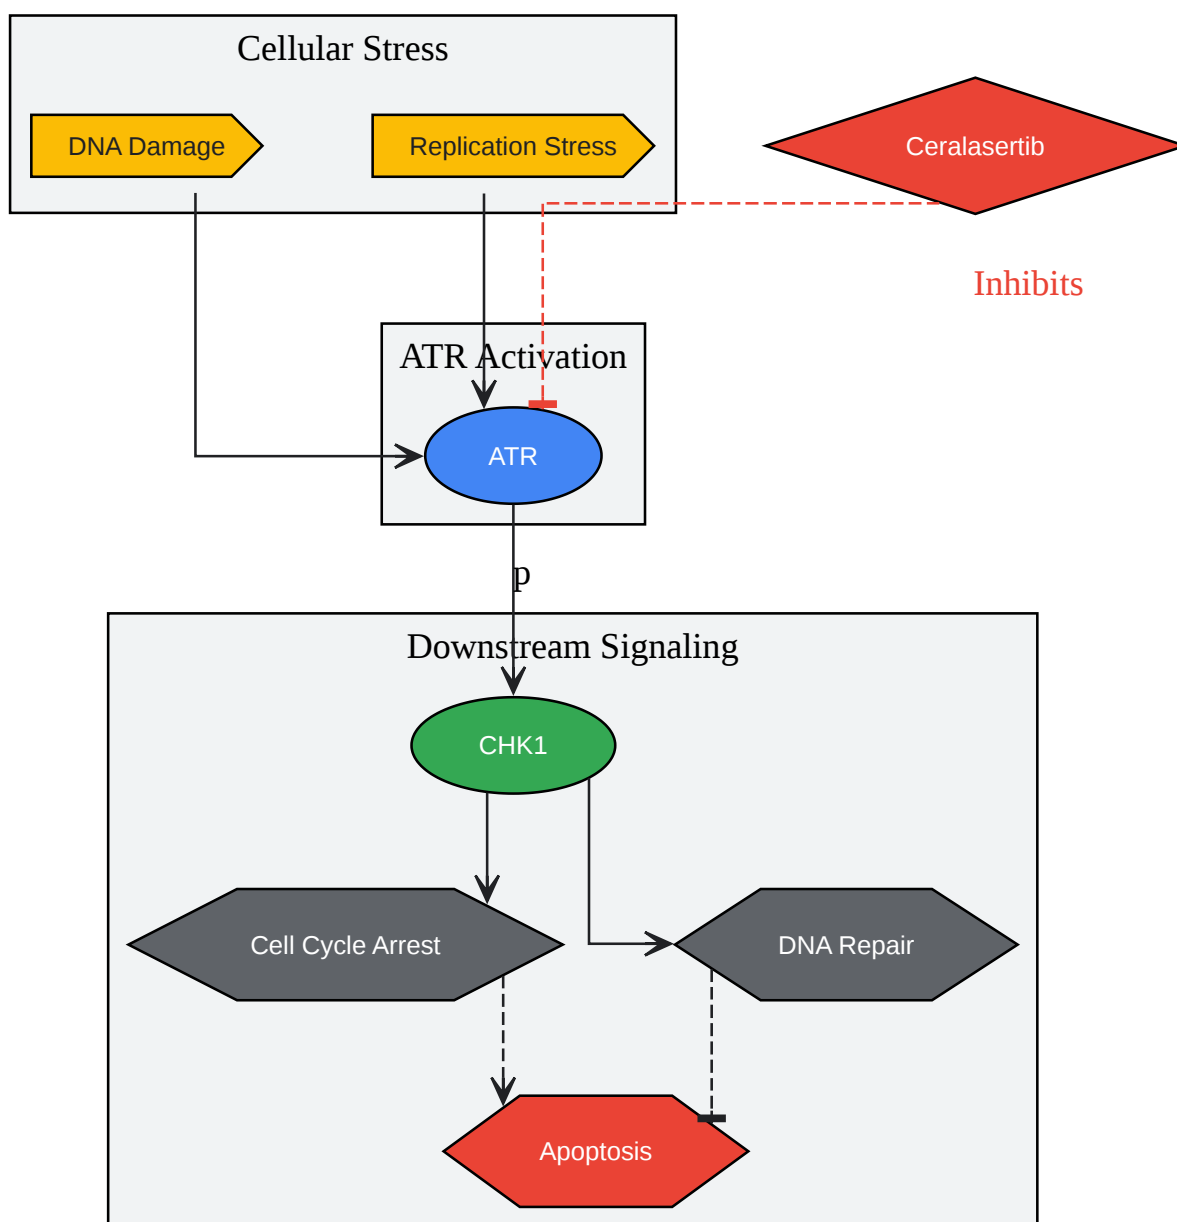 Cellular Stress
DNA Damage
Replication Stress
Ceralasertib
Inhibits
ATR Activation
ATR
p
Downstream Signaling
CHK1
Cell Cycle Arrest
DNA Repair
Apoptosis